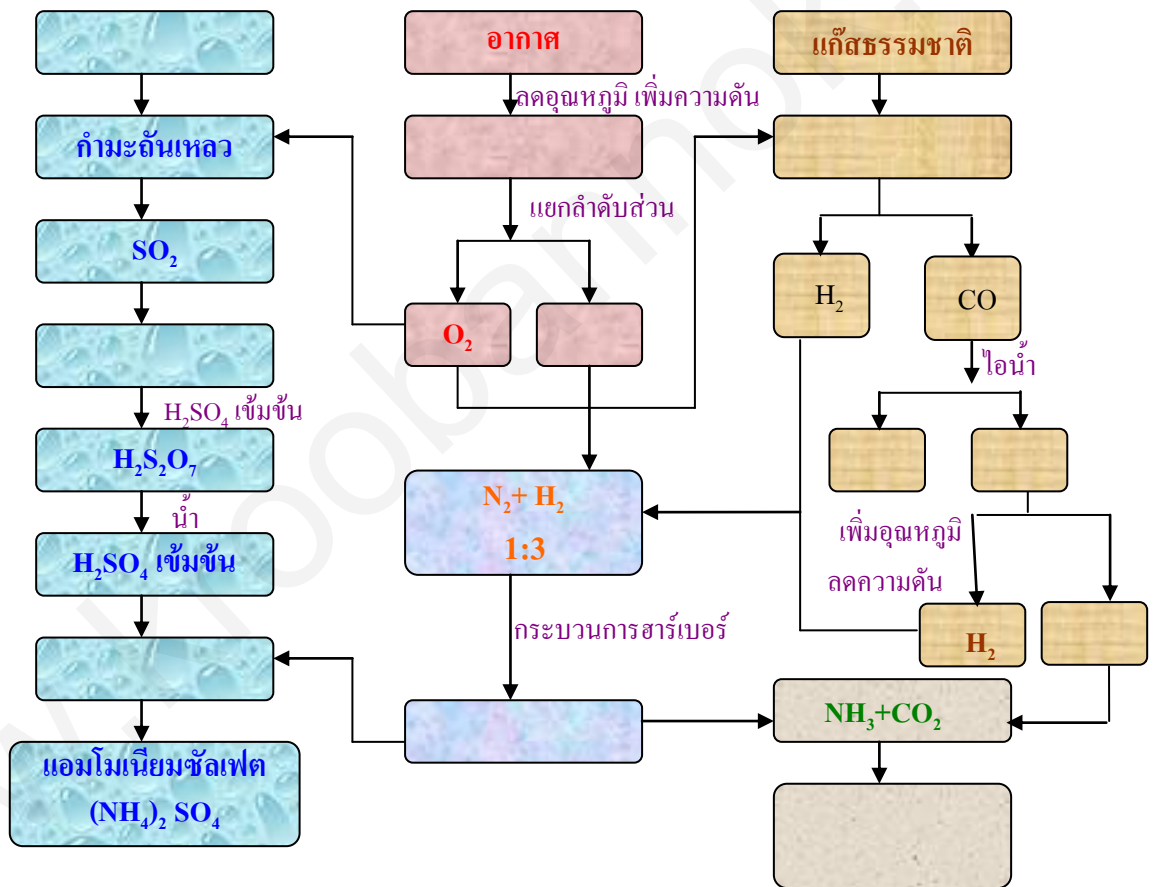 อากาศ
แก๊สธรรมชาติ
ลดอุณหภูมิ เพิ่มความดัน
กำมะถันเหลว
แยกลำดับส่วน
SO₂
H₂
CO
O₂
ไอน้ำ
H₂SO₄ เข้มข้น
H₂S₂O₇
N₂+ H₂
1:3
น้ำ
เพิ่มอุณหภูมิ
H₂SO₄ เข้มข้น
ลดความดัน
กระบวนการฮาร์เบอร์
H₂
NH₃+CO₂
แอมโมเนียมซัลเฟต
(NH₄)₂ SO₄